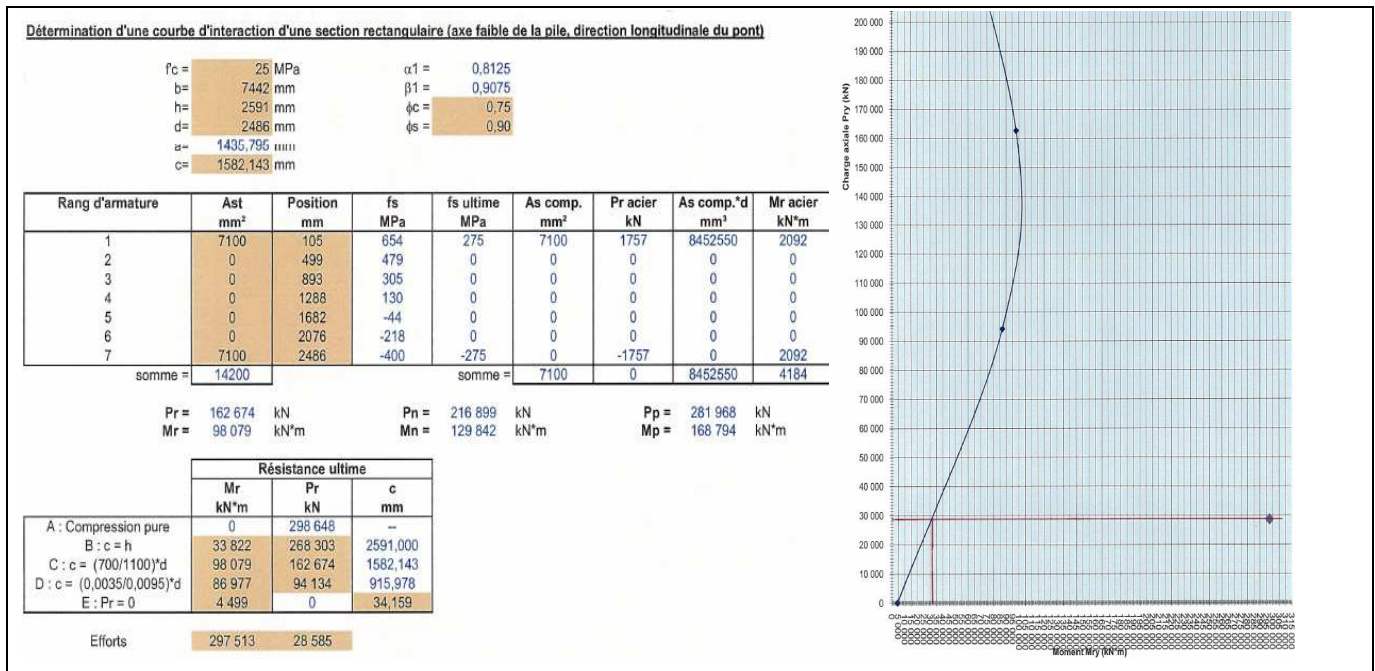 Détermination d'une courbe d'interaction d'une section rectangulaire (axe faible de la pile, direction longitudinale du pont)
f'c = 25 MPa α1 = 0,8125
b= 7442 mm β1 = 0,9075
h= 2591 mm ϕc = 0,75
d= 2486 mm ϕs = 0,90
a= 1435,795 mm
c= 1582,143 mm
Rang d'armature Ast Position fs fs ultime As comp. Pr acier As comp.*d Mr acier
mm² mm MPa MPa mm² kN mm³ kN*m
1 7100 105 654 275 7100 1757 8452550 2092
2 0 499 479 0 0 0 0 0
3 0 893 305 0 0 0 0 0
4 0 1288 130 0 0 0 0 0
5 0 1682 -44 0 0 0 0 0
6 0 2076 -218 0 0 0 0 0
7 7100 2486 -400 -275 0 -1757 0 2092
somme = 14200 somme = 7100 0 8452550 4184
Pr = 162 674 kN Pn = 216 899 kN Pp = 281 968 kN
Mr = 98 079 kN*m Mn = 129 842 kN*m Mp = 168 794 kN*m
Résistance ultime
Mr Pr c
kN*m kN mm
A : Compression pure 0 298 648 --
B : c = h 33 822 268 303 2591,000
C : c = (700/1100)*d 98 079 162 674 1582,143
D : c = (0,0035/0,0095)*d 86 977 94 134 915,978
E : Pr = 0 4 499 0 34,159
Efforts 297 513 28 585
Charge axiale Pry (kN)
200 000
190 000
180 000
170 000
160 000
150 000
140 000
130 000
120 000
110 000
100 000
90 000
80 000
70 000
60 000
50 000
40 000
30 000
20 000
10 000
0
Moment Mry (kN*m)